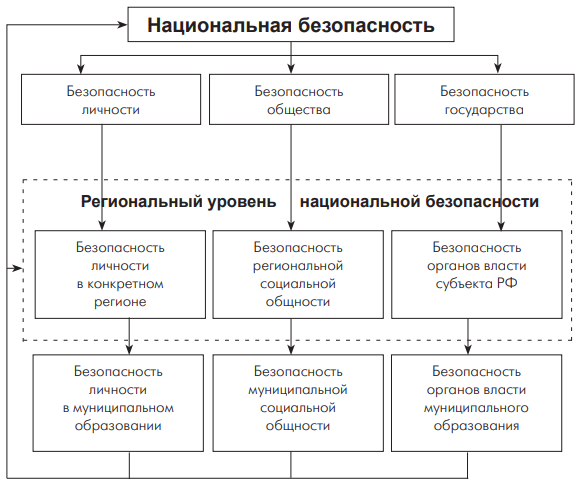 Национальная безопасность
Безопасность
личности
Безопасность
общества
Безопасность
государства
Региональный уровень национальной безопасности
Безопасность
личности
в конкретном
регионе
Безопасность
региональной
социальной
общности
Безопасность
органов власти
субъекта РФ
Безопасность
личности
в муниципальном
образовании
Безопасность
муниципальной
социальной
общности
Безопасность
органов власти
муниципального
образования